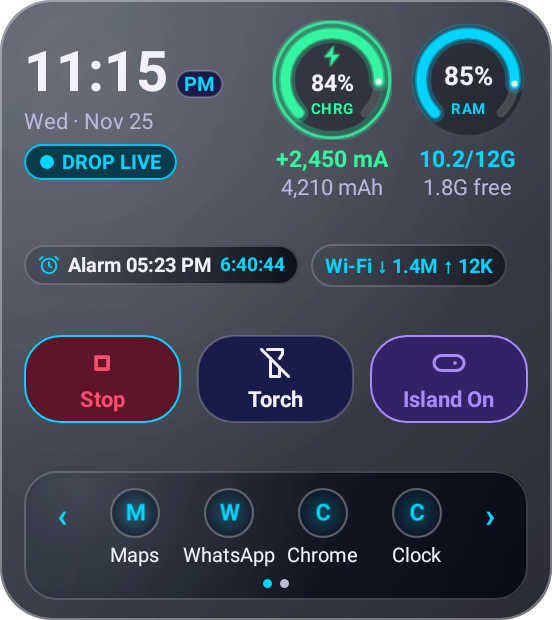 11:15 PM
Wed · Nov 25
DROP LIVE
84%
CHRG
+2,450 mA
4,210 mAh
85%
RAM
10.2/12G
1.8G free
Alarm 05:23 PM 6:40:44
Wi-Fi ↓ 1.4M ↑ 12K
Stop
Torch
Island On
‹ M W C C ›
Maps WhatsApp Chrome Clock